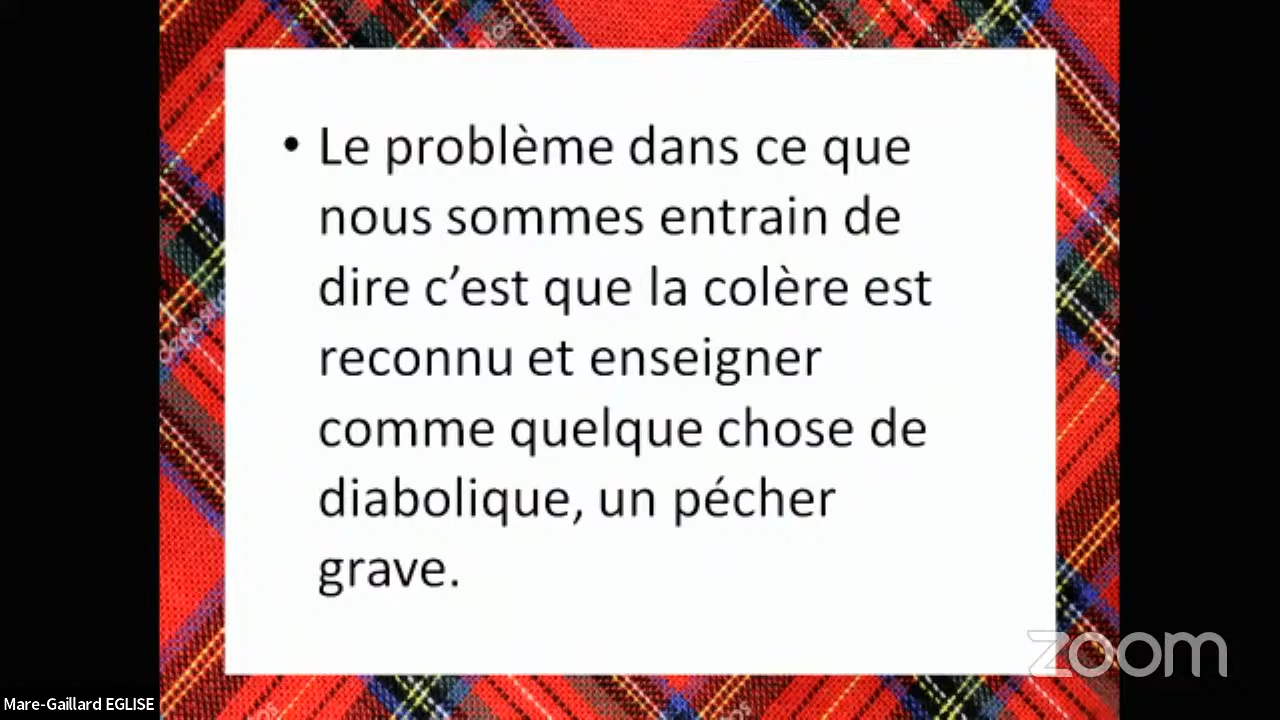 • Le problème dans ce que
nous sommes entrain de
dire c’est que la colère est
reconnu et enseigner
comme quelque chose de
diabolique, un pécher
grave.
zoom
Mare-Gaillard EGLISE